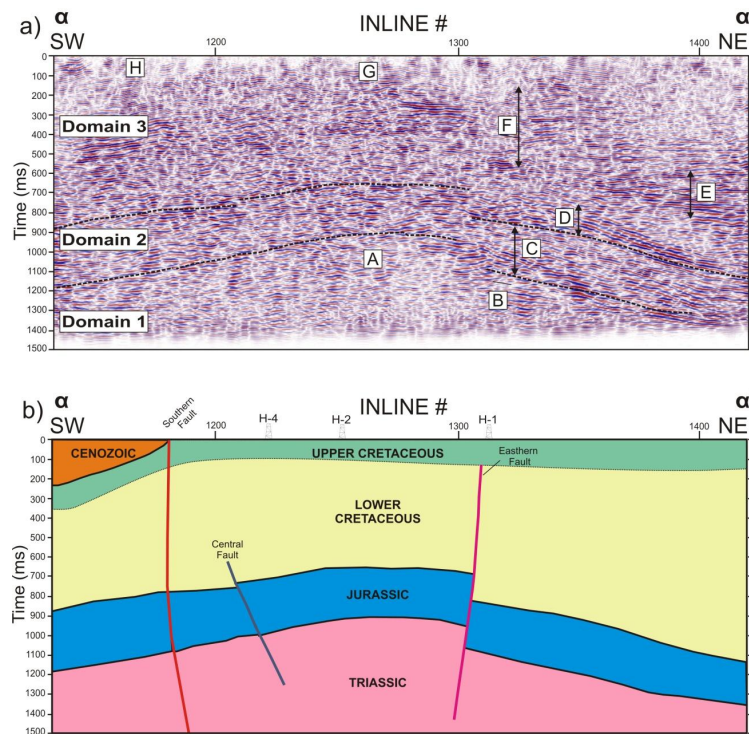 a)
α
INLINE #
α
SW
1200
1300
1400
NE
Time (ms)
0
100
200
300
400
500
600
700
800
900
1000
1100
1200
1300
1400
1500
H
G
Domain 3
F
E
D
Domain 2
C
A
B
Domain 1
b)
α
INLINE #
α
SW
Southern Fault
1200
H-4
H-2
1300
H-1
1400
NE
Time (ms)
0
100
200
300
400
500
600
700
800
900
1000
1100
1200
1300
1400
1500
CENOZOIC
UPPER CRETACEOUS
Eastern
Fault
LOWER
CRETACEOUS
Central
Fault
JURASSIC
TRIASSIC